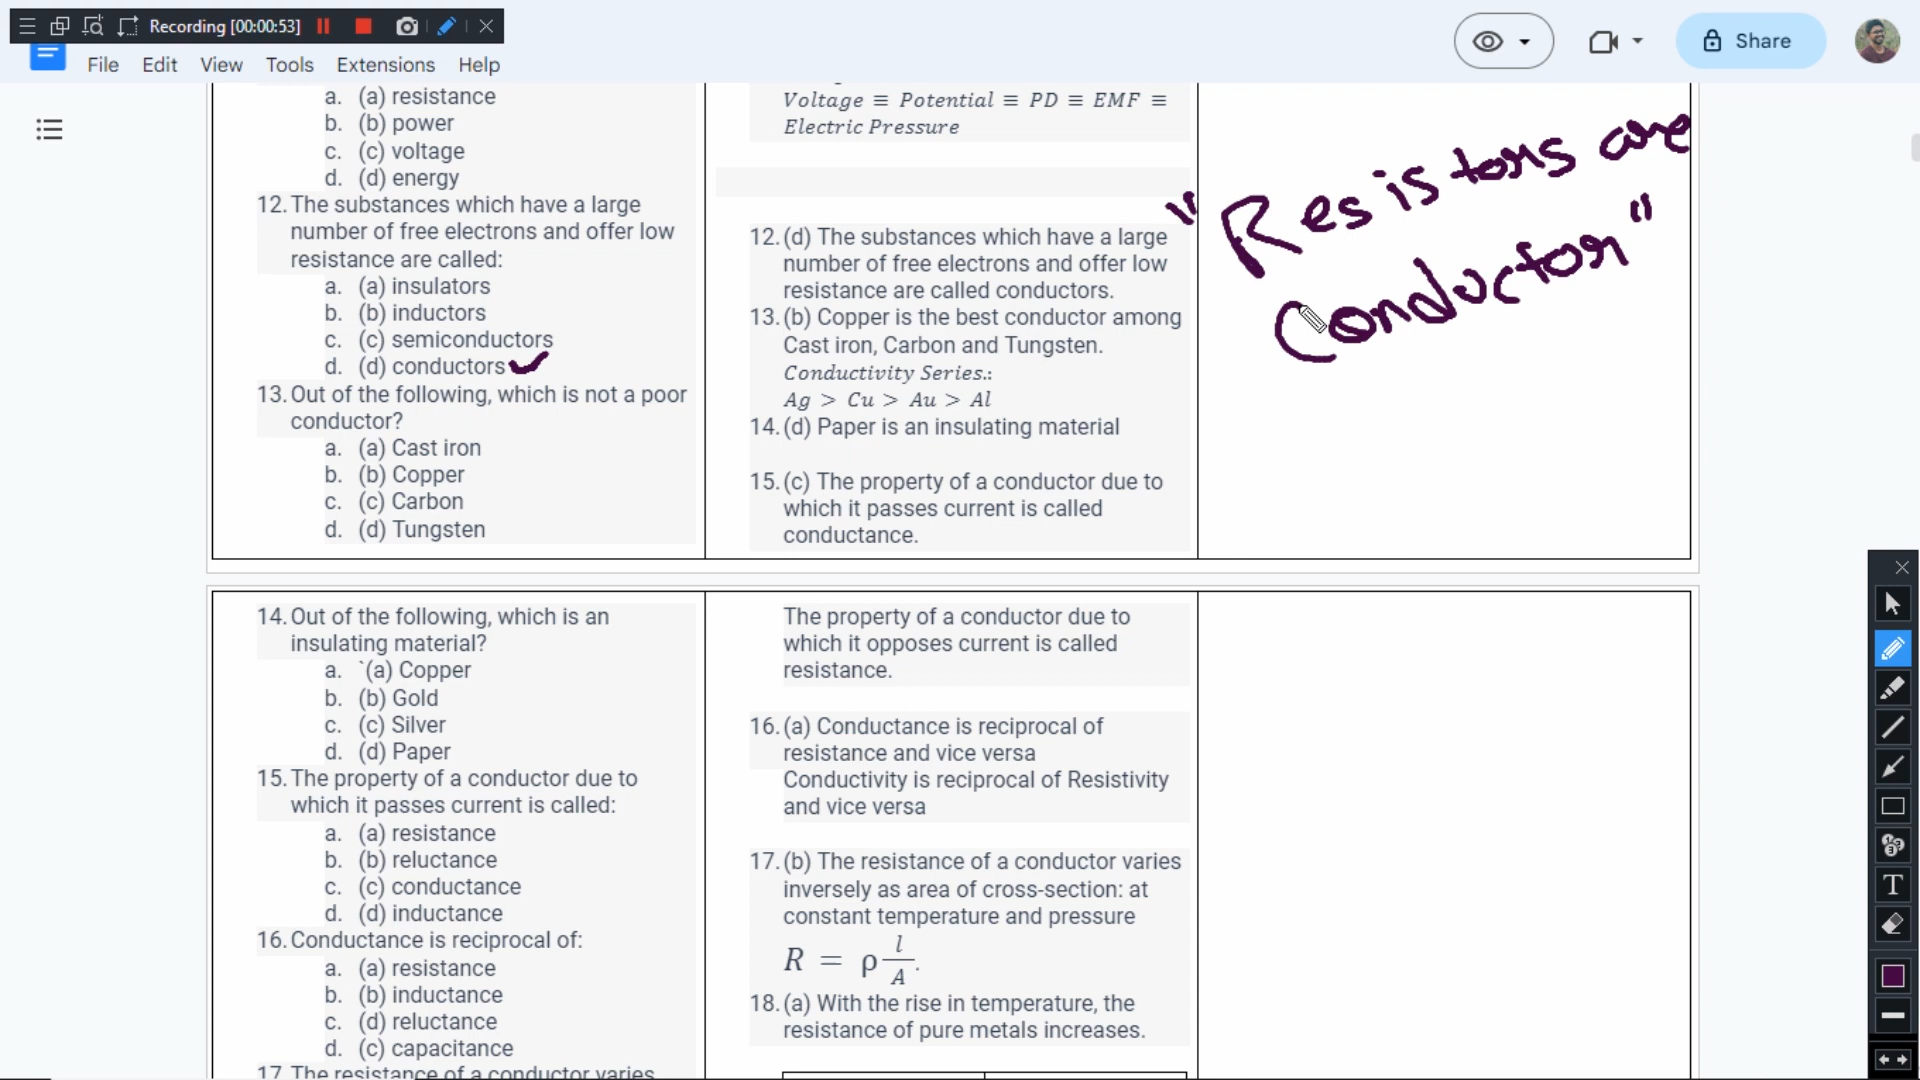 Recording [00:00:53]
File Edit View Tools Extensions Help
Share
a. (a) resistance
b. (b) power
c. (c) voltage
d. (d) energy
12. The substances which have a large
number of free electrons and offer low
resistance are called:
a. (a) insulators
b. (b) inductors
c. (c) semiconductors
d. (d) conductors
13. Out of the following, which is not a poor
conductor?
a. (a) Cast iron
b. (b) Copper
c. (c) Carbon
d. (d) Tungsten
Voltage ≡ Potential ≡ PD ≡ EMF ≡
Electric Pressure
12. (d) The substances which have a large
number of free electrons and offer low
resistance are called conductors.
13. (b) Copper is the best conductor among
Cast iron, Carbon and Tungsten.
Conductivity Series.:
Ag > Cu > Au > Al
14. (d) Paper is an insulating material
15. (c) The property of a conductor due to
which it passes current is called
conductance.
"Resistors are
Conductor"
14. Out of the following, which is an
insulating material?
a. `(a) Copper
b. (b) Gold
c. (c) Silver
d. (d) Paper
15. The property of a conductor due to
which it passes current is called:
a. (a) resistance
b. (b) reluctance
c. (c) conductance
d. (d) inductance
16. Conductance is reciprocal of:
a. (a) resistance
b. (b) inductance
c. (d) reluctance
d. (c) capacitance
17. The resistance of a conductor varies
The property of a conductor due to
which it opposes current is called
resistance.
16. (a) Conductance is reciprocal of
resistance and vice versa
Conductivity is reciprocal of Resistivity
and vice versa
17. (b) The resistance of a conductor varies
inversely as area of cross-section: at
constant temperature and pressure
R = ρ l/A.
18. (a) With the rise in temperature, the
resistance of pure metals increases.
T